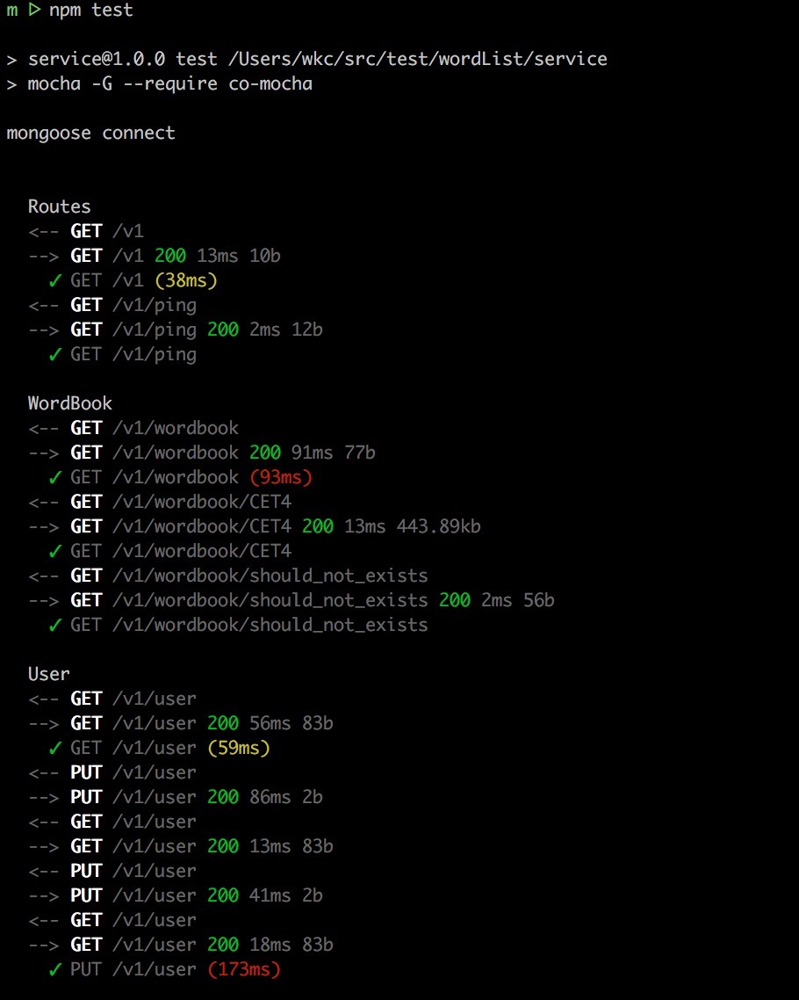 m ▷ npm test
> service@1.0.0 test /Users/wkc/src/test/wordList/service
> mocha -G --require co-mocha
mongoose connect
Routes
<-- GET /v1
--> GET /v1 200 13ms 10b
✓ GET /v1 (38ms)
<-- GET /v1/ping
--> GET /v1/ping 200 2ms 12b
✓ GET /v1/ping
WordBook
<-- GET /v1/wordbook
--> GET /v1/wordbook 200 91ms 77b
✓ GET /v1/wordbook (93ms)
<-- GET /v1/wordbook/CET4
--> GET /v1/wordbook/CET4 200 13ms 443.89kb
✓ GET /v1/wordbook/CET4
<-- GET /v1/wordbook/should_not_exists
--> GET /v1/wordbook/should_not_exists 200 2ms 56b
✓ GET /v1/wordbook/should_not_exists
User
<-- GET /v1/user
--> GET /v1/user 200 56ms 83b
✓ GET /v1/user (59ms)
<-- PUT /v1/user
--> PUT /v1/user 200 86ms 2b
<-- GET /v1/user
--> GET /v1/user 200 13ms 83b
<-- PUT /v1/user
--> PUT /v1/user 200 41ms 2b
<-- GET /v1/user
--> GET /v1/user 200 18ms 83b
✓ PUT /v1/user (173ms)